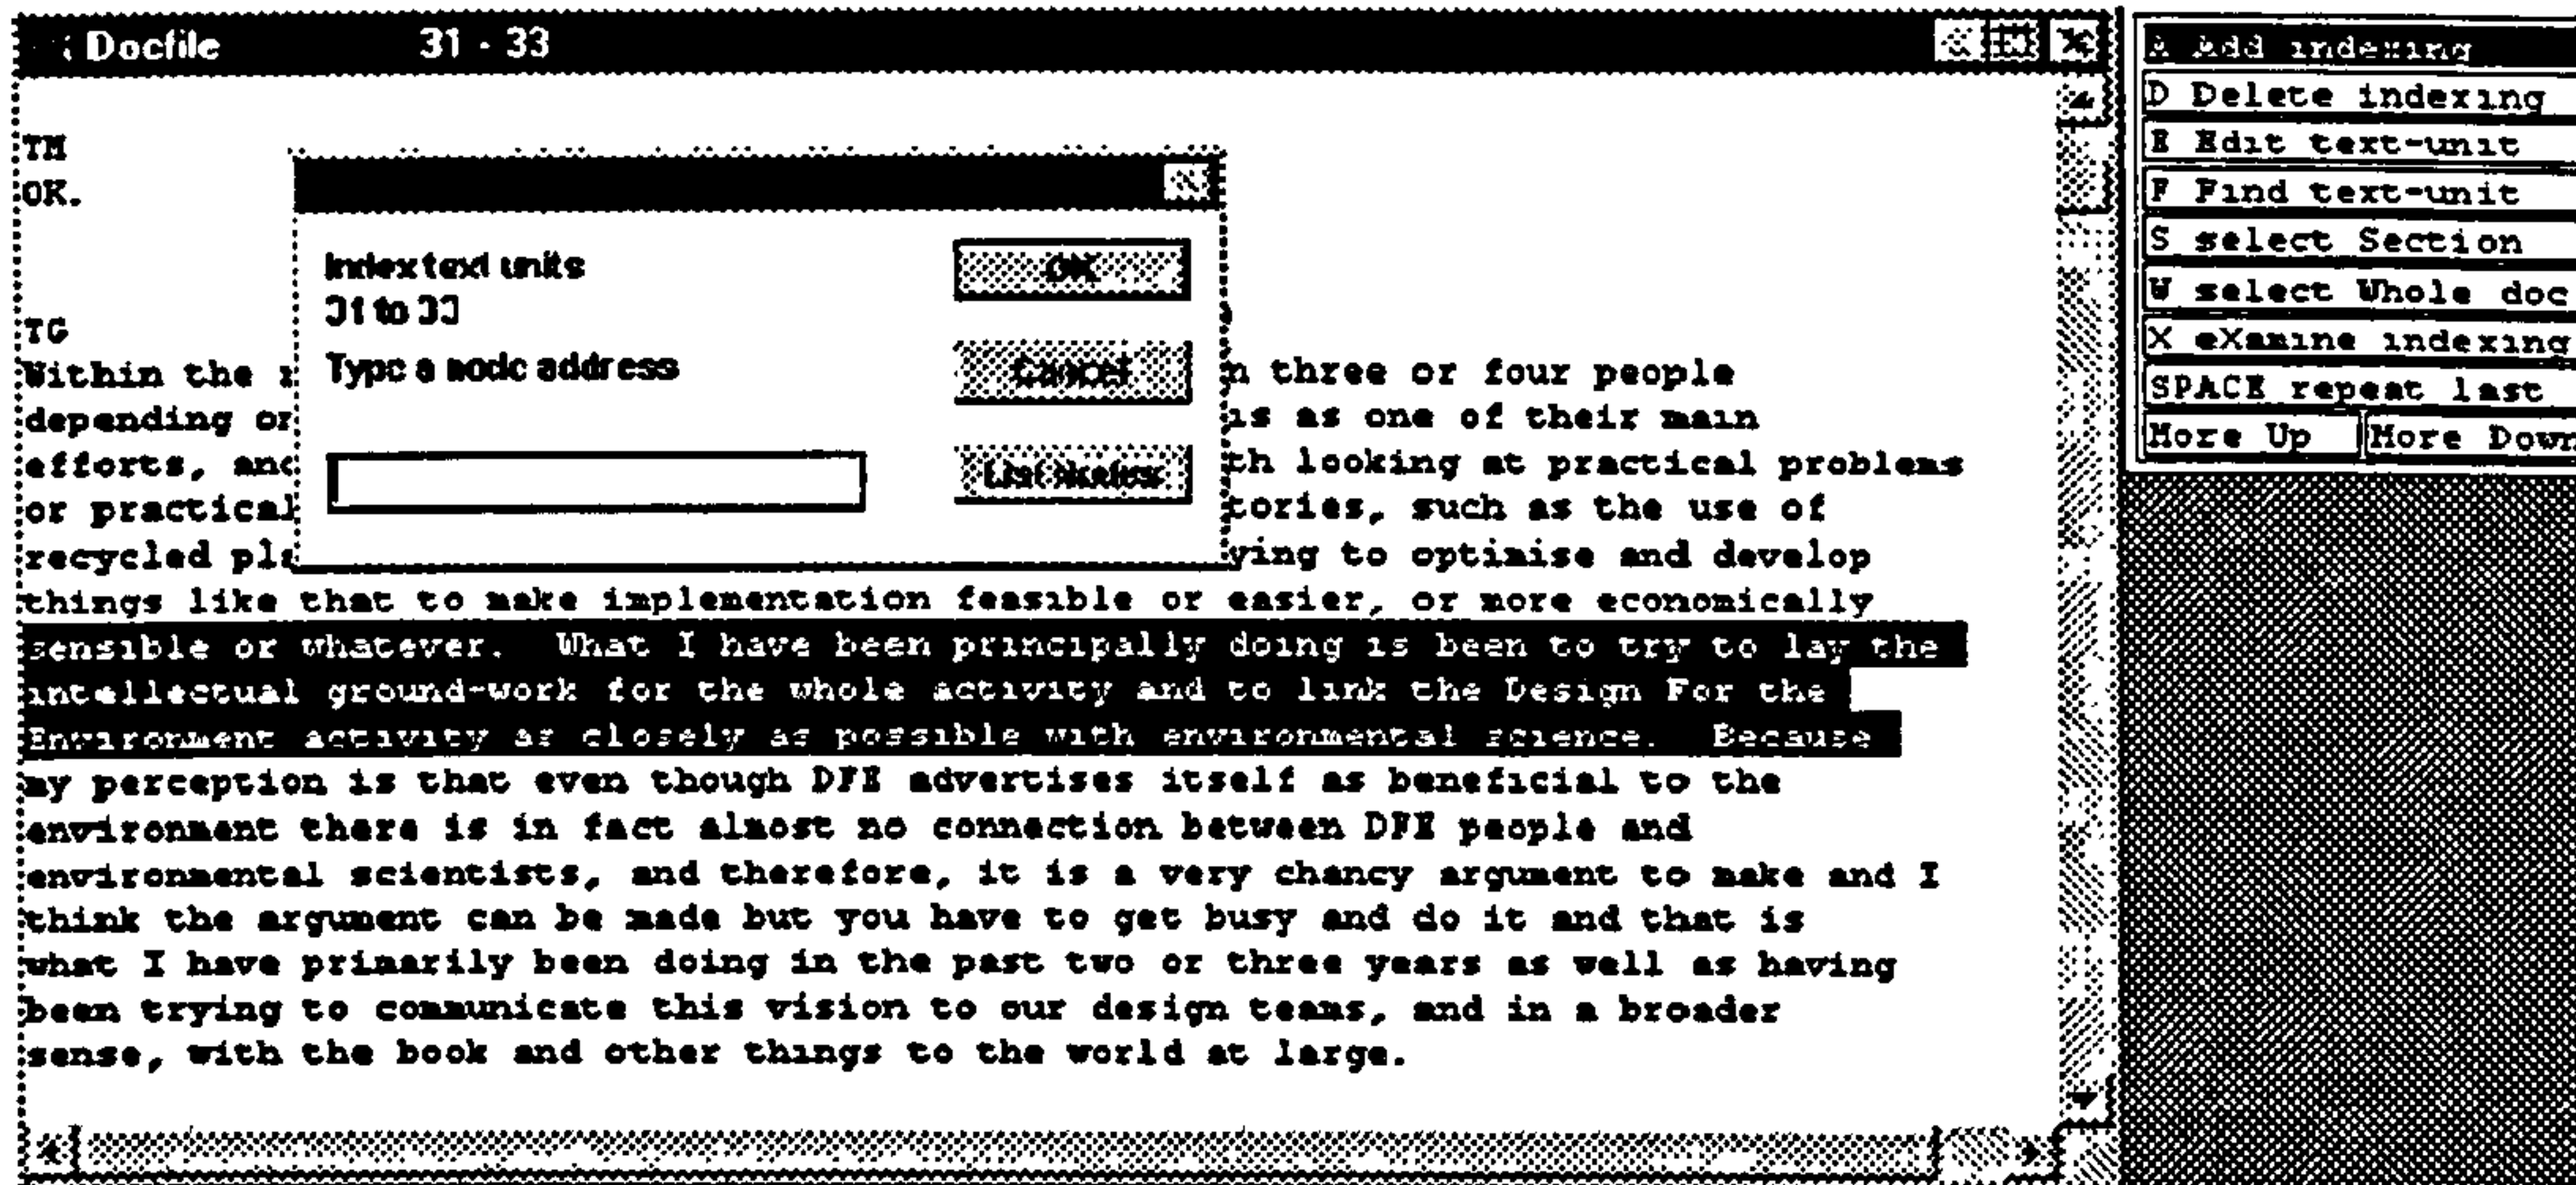 Docfile 31 - 33
TM
OK.
TG
Within the
depending or
efforts, and
or practical
recycled pla
n three or four people
is as one of their main
th looking at practical problems
tories, such as the use of
ying to optimise and develop
things like that to make implementation feasible or easier, or more economically
sensible or whatever. What I have been principally doing is been to try to lay the
intellectual ground-work for the whole activity and to link the Design For the
Environment activity as closely as possible with environmental science. Because
my perception is that even though DFE advertises itself as beneficial to the
environment there is in fact almost no connection between DFE people and
environmental scientists, and therefore, it is a very chancy argument to make and I
think the argument can be made but you have to get busy and do it and that is
what I have primarily been doing in the past two or three years as well as having
been trying to communicate this vision to our design teams, and in a broader
sense, with the book and other things to the world at large.
Index text units
31 to 33
Type a node address
OK
Cancel
List Nodes
A Add indexing
D Delete indexing
E Edit text-unit
F Find text-unit
S select Section
W select Whole doc
X eXamine indexing
SPACE repeat last
More Up More Down